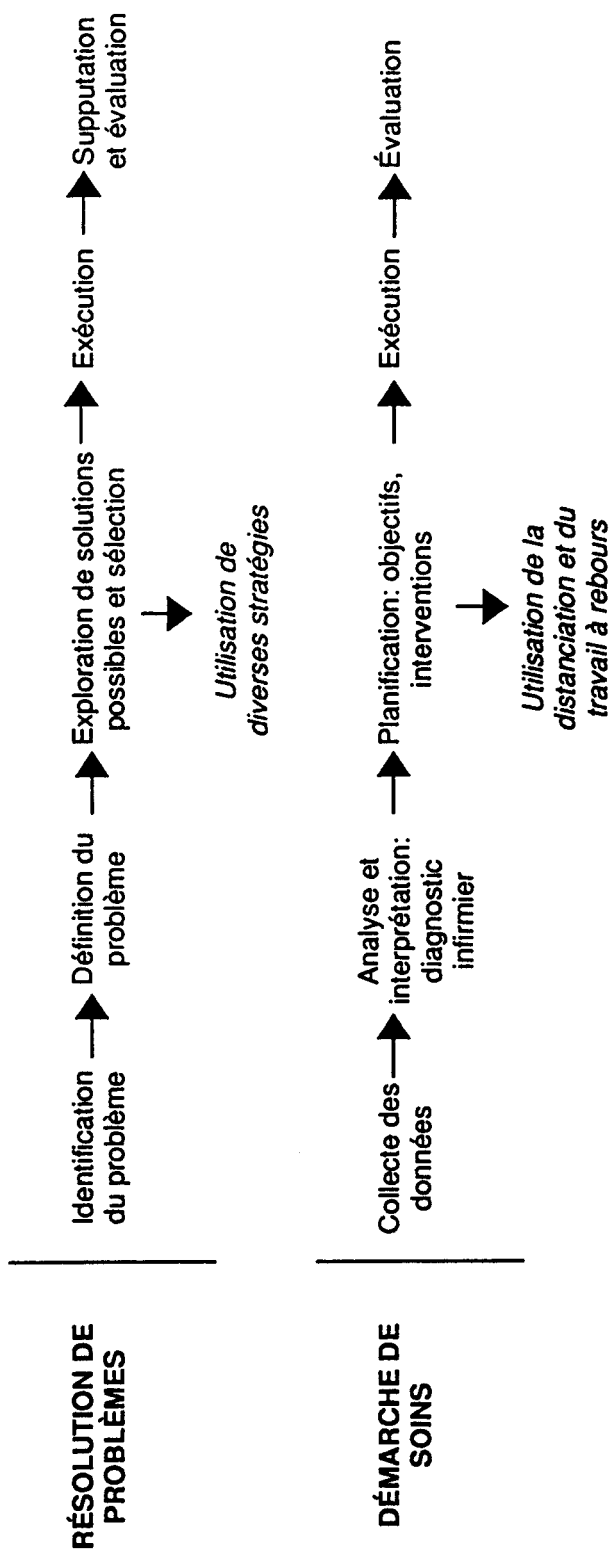 RÉSOLUTION DE
PROBLÈMES
Identification
du problème
Définition du
problème
Exploration de solutions
possibles et sélection
Utilisation de
diverses stratégies
Exécution
Supputation
et évaluation
DÉMARCHE DE
SOINS
Collecte des
données
Analyse et
interprétation:
diagnostic
infirmier
Planification: objectifs,
interventions
Utilisation de la
distanciation et du
travail à rebours
Exécution
Évaluation